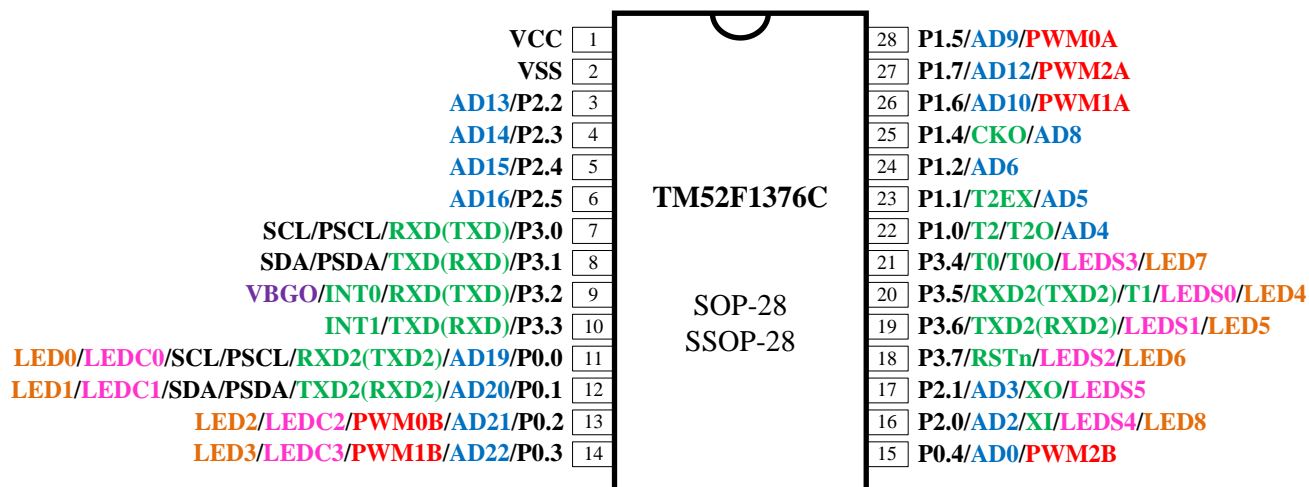 VCC 1 28 P1.5/AD9/PWM0A
VSS 2 27 P1.7/AD12/PWM2A
AD13/P2.2 3 26 P1.6/AD10/PWM1A
AD14/P2.3 4 25 P1.4/CKO/AD8
AD15/P2.4 5 24 P1.2/AD6
AD16/P2.5 6 TM52F1376C 23 P1.1/T2EX/AD5
SCL/PSCL/RXD(TXD)/P3.0 7 22 P1.0/T2/T2O/AD4
SDA/PSDA/TXD(RXD)/P3.1 8 21 P3.4/T0/T0O/LEDS3/LED7
VBGO/INT0/RXD(TXD)/P3.2 9 SOP-28 20 P3.5/RXD2(TXD2)/T1/LEDS0/LED4
INT1/TXD(RXD)/P3.3 10 SSOP-28 19 P3.6/TXD2(RXD2)/LEDS1/LED5
LED0/LEDC0/SCL/PSCL/RXD2(TXD2)/AD19/P0.0 11 18 P3.7/RSTn/LEDS2/LED6
LED1/LEDC1/SDA/PSDA/TXD2(RXD2)/AD20/P0.1 12 17 P2.1/AD3/XO/LEDS5
LED2/LEDC2/PWM0B/AD21/P0.2 13 16 P2.0/AD2/XI/LEDS4/LED8
LED3/LEDC3/PWM1B/AD22/P0.3 14 15 P0.4/AD0/PWM2B